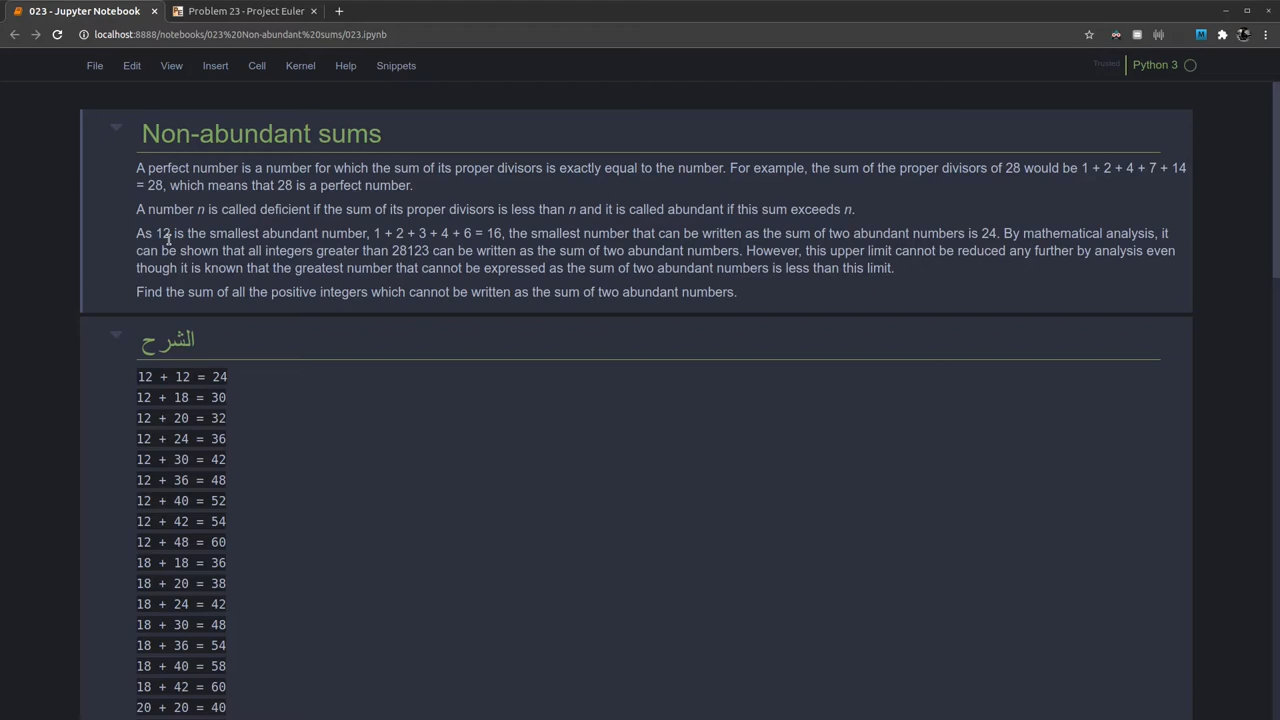 023 - Jupyter Notebook
Problem 23 - Project Euler
localhost:8888/notebooks/023%20Non-abundant%20sums/023.ipynb
File Edit View Insert Cell Kernel Help Snippets
Trusted Python 3
Non-abundant sums
A perfect number is a number for which the sum of its proper divisors is exactly equal to the number. For example, the sum of the proper divisors of 28 would be 1 + 2 + 4 + 7 + 14
= 28, which means that 28 is a perfect number.
A number n is called deficient if the sum of its proper divisors is less than n and it is called abundant if this sum exceeds n.
As 12 is the smallest abundant number, 1 + 2 + 3 + 4 + 6 = 16, the smallest number that can be written as the sum of two abundant numbers is 24. By mathematical analysis, it
can be shown that all integers greater than 28123 can be written as the sum of two abundant numbers. However, this upper limit cannot be reduced any further by analysis even
though it is known that the greatest number that cannot be expressed as the sum of two abundant numbers is less than this limit.
Find the sum of all the positive integers which cannot be written as the sum of two abundant numbers.
الشرح
12 + 12 = 24
12 + 18 = 30
12 + 20 = 32
12 + 24 = 36
12 + 30 = 42
12 + 36 = 48
12 + 40 = 52
12 + 42 = 54
12 + 48 = 60
18 + 18 = 36
18 + 20 = 38
18 + 24 = 42
18 + 30 = 48
18 + 36 = 54
18 + 40 = 58
18 + 42 = 60
20 + 20 = 40